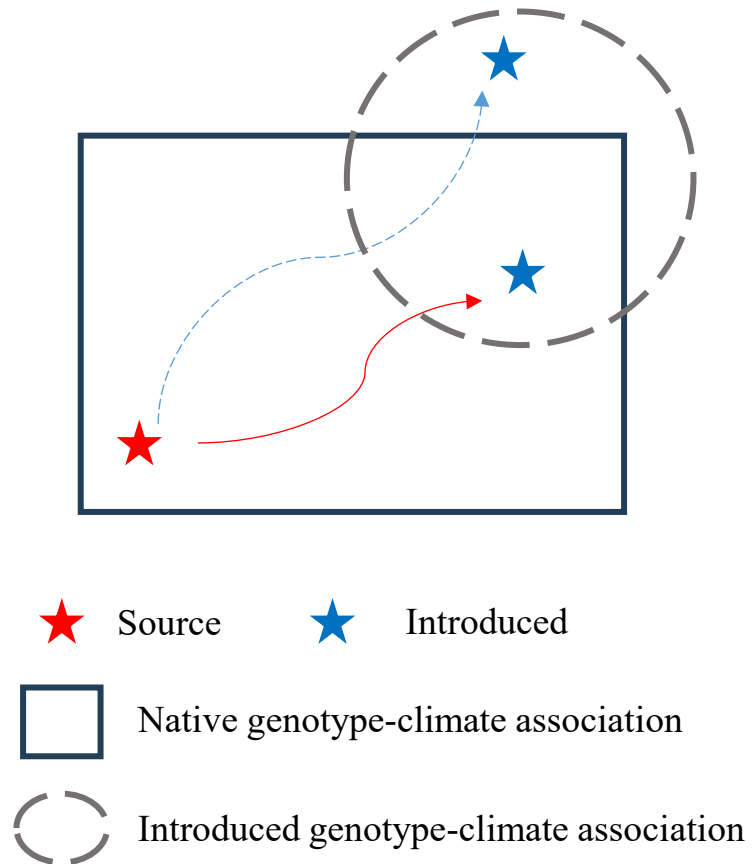 Source
Introduced
Native genotype-climate association
Introduced genotype-climate association